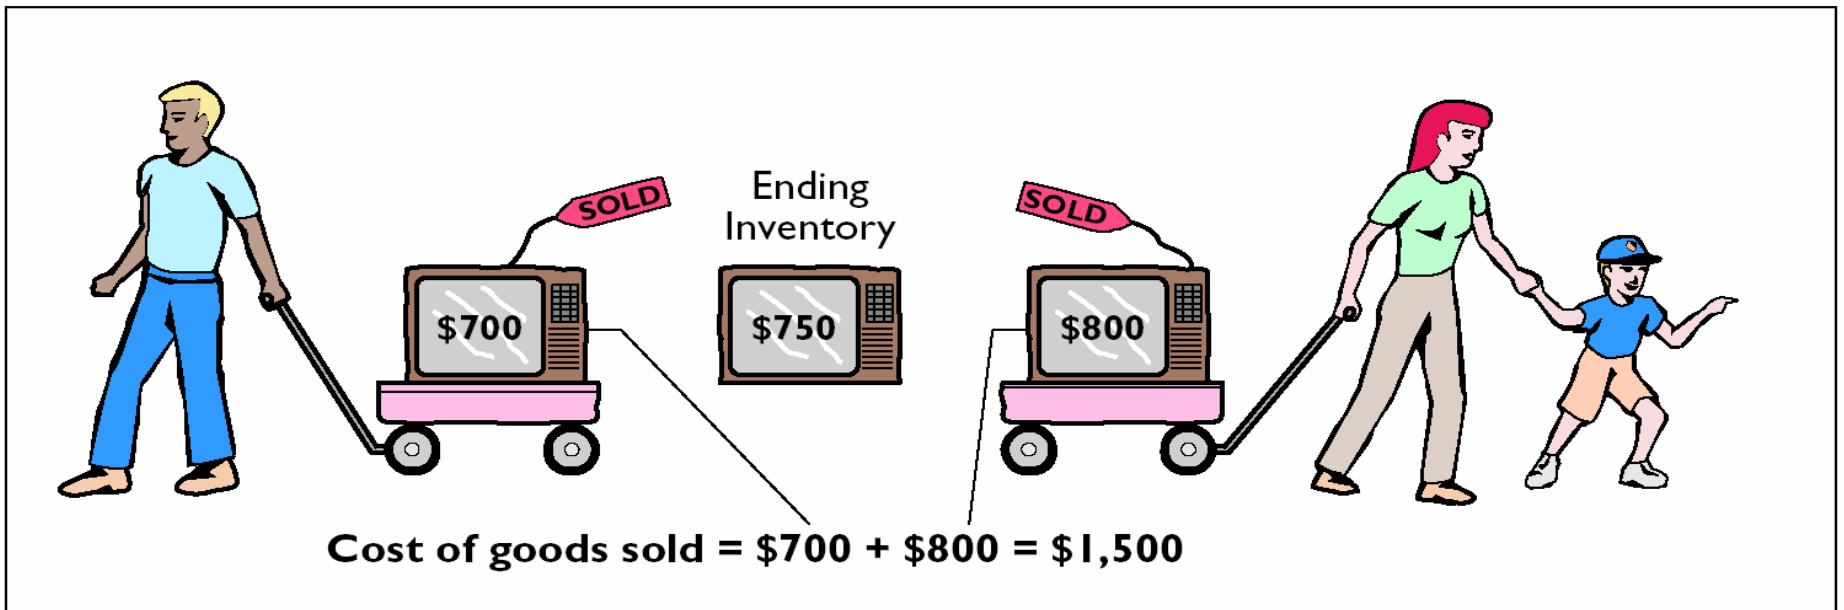 SOLD
Ending
Inventory
SOLD
$700
$750
$800
Cost of goods sold = $700 + $800 = $1,500